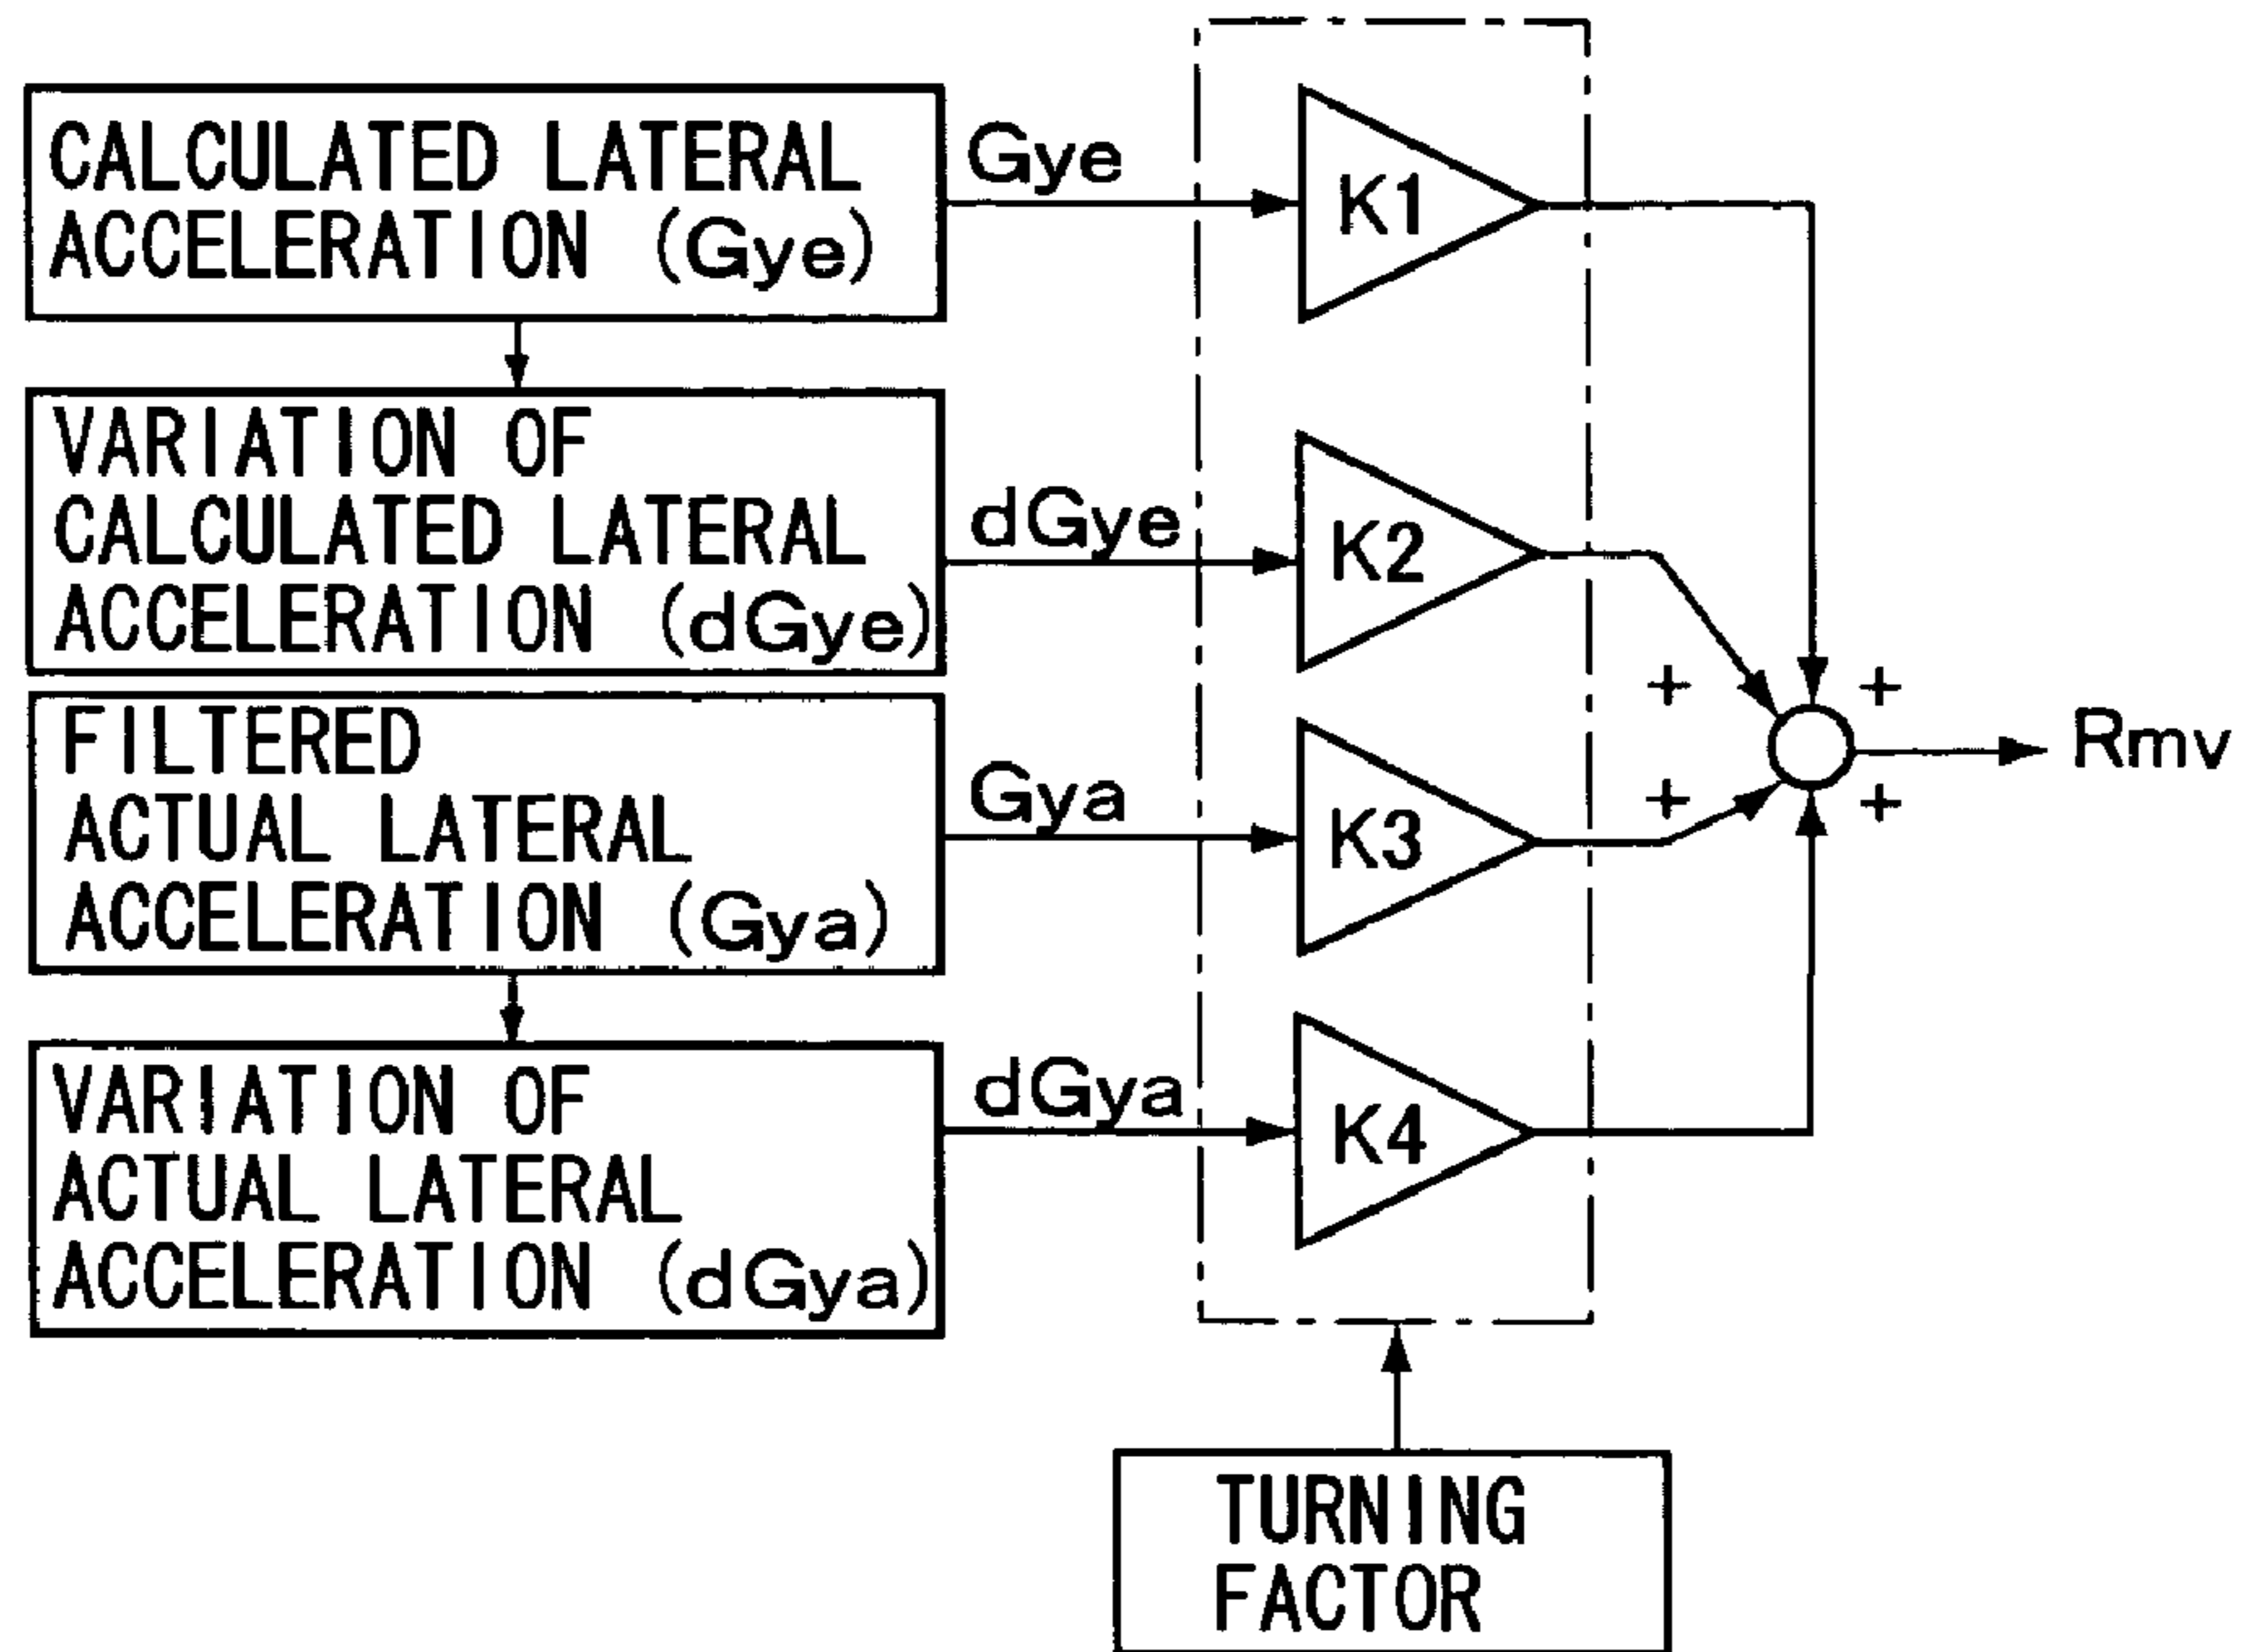 CALCULATED LATERAL
ACCELERATION (Gye)
Gye
K1
VARIATION OF
CALCULATED LATERAL
ACCELERATION (dGye)
dGye
K2
FILTERED
ACTUAL LATERAL
ACCELERATION (Gya)
Gya
K3
+
+
+
+
Rmv
VARIATION OF
ACTUAL LATERAL
ACCELERATION (dGya)
dGya
K4
TURNING
FACTOR